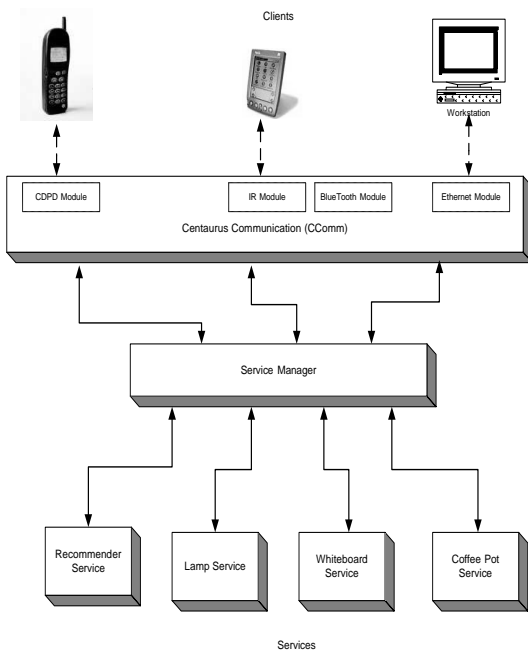 Clients
Workstation
CDPD Module
IR Module
BlueTooth Module
Ethernet Module
Centaurus Communication (CComm)
Service Manager
Recommender
Service
Lamp Service
Whiteboard
Service
Coffee Pot
Service
Services